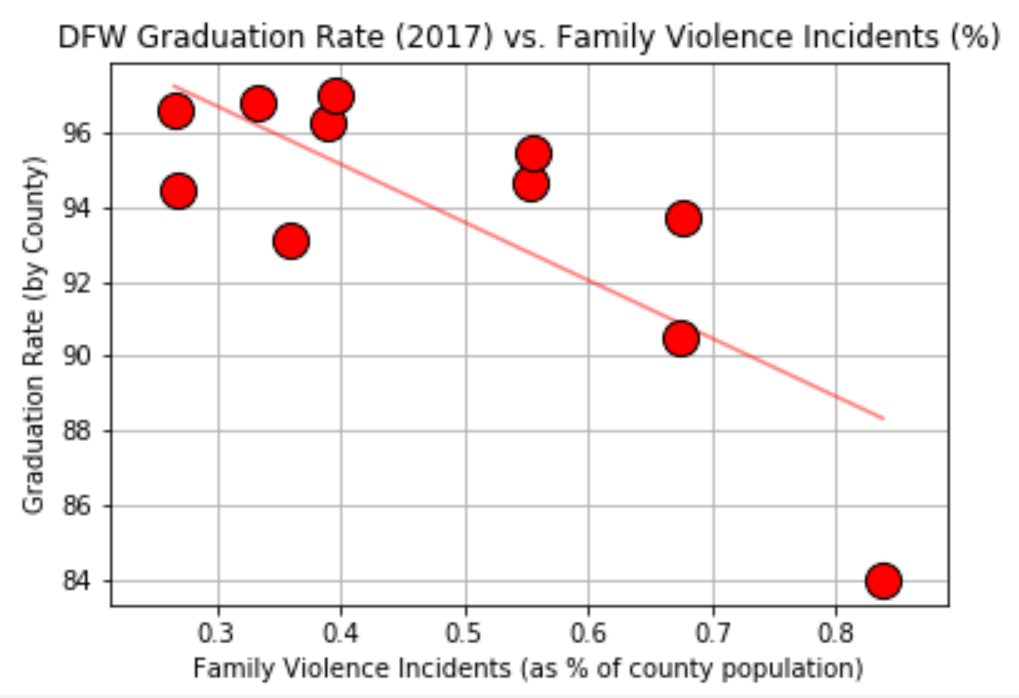 DFW Graduation Rate (2017) vs. Family Violence Incidents (%)
Graduation Rate (by County)
96
94
92
90
88
86
84
0.3 0.4 0.5 0.6 0.7 0.8
Family Violence Incidents (as % of county population)